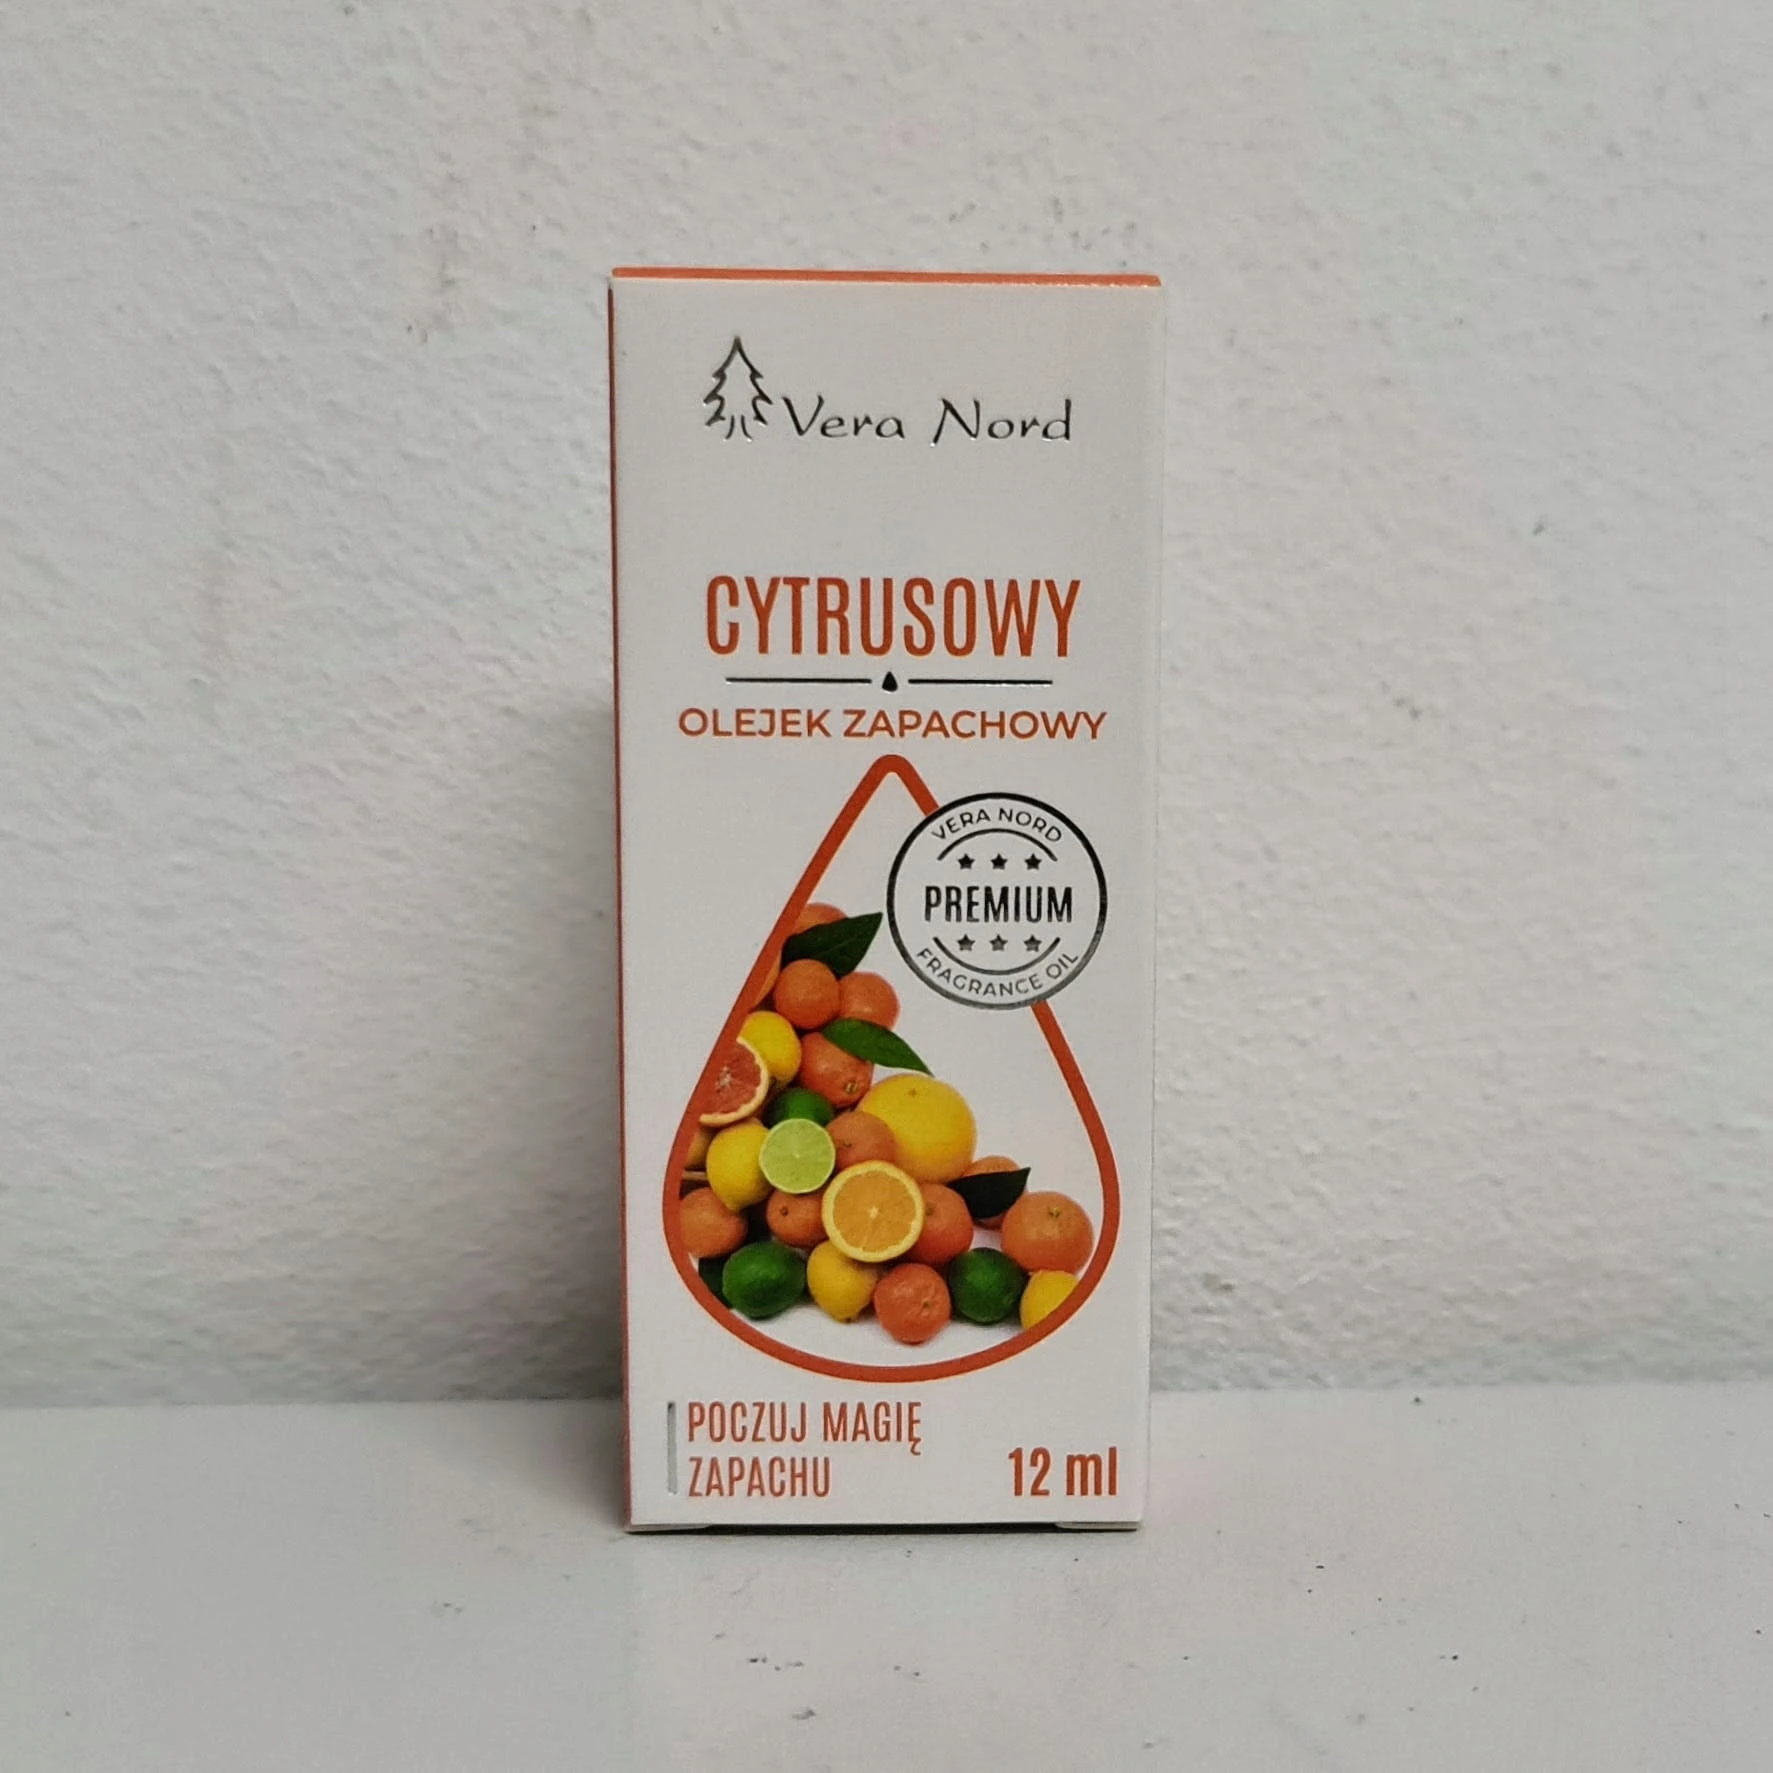 Vera Nord
CYTRUSOWY
OLEJEK ZAPACHOWY
VERA NORD
PREMIUM
FRAGRANCE OIL
POCZUJ MAGIĘ
ZAPACHU
12 ml